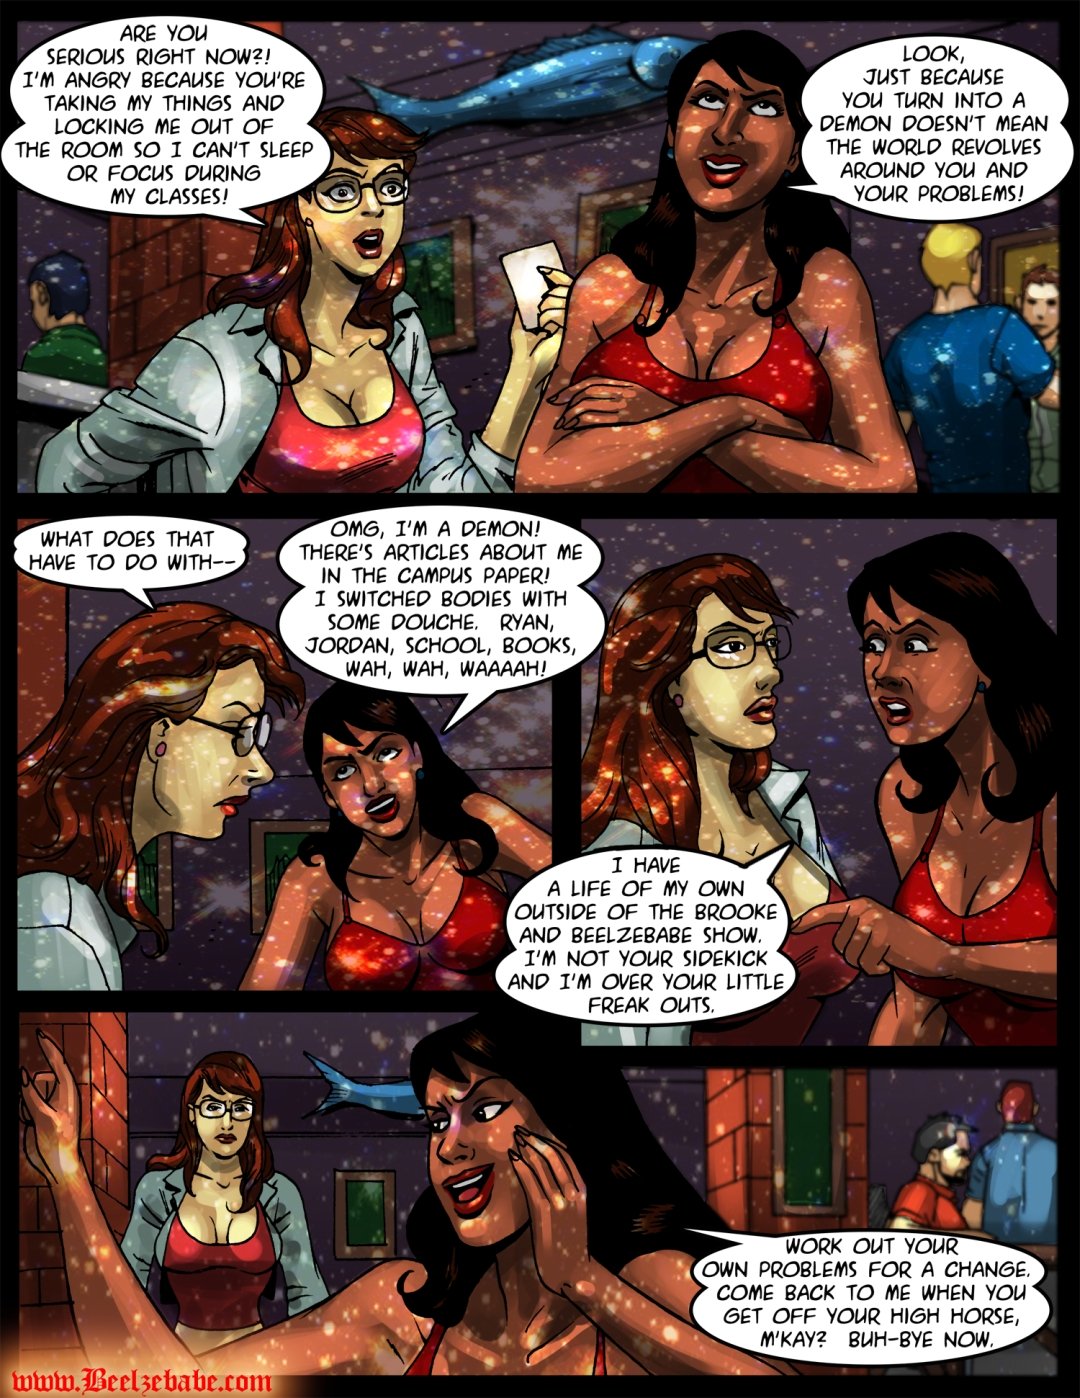 ARE YOU
SERIOUS RIGHT NOW?!
I'M ANGRY BECAUSE YOU'RE
TAKING MY THINGS AND
LOCKING ME OUT OF
THE ROOM SO I CAN'T SLEEP
OR FOCUS DURING
MY CLASSES!
LOOK,
JUST BECAUSE
YOU TURN INTO A
DEMON DOESN'T MEAN
THE WORLD REVOLVES
AROUND YOU AND
YOUR PROBLEMS!
WHAT DOES THAT
HAVE TO DO WITH--
OMG, I'M A DEMON!
THERE'S ARTICLES ABOUT ME
IN THE CAMPUS PAPER!
I SWITCHED BODIES WITH
SOME DOUCHE. RYAN,
JORDAN, SCHOOL, BOOKS,
WAH, WAH, WAAAAH!
I HAVE
A LIFE OF MY OWN
OUTSIDE OF THE BROOKE
AND BEELZEBABE SHOW.
I'M NOT YOUR SIDEKICK
AND I'M OVER YOUR LITTLE
FREAK OUTS.
WORK OUT YOUR
OWN PROBLEMS FOR A CHANGE.
COME BACK TO ME WHEN YOU
GET OFF YOUR HIGH HORSE,
M'KAY? BUH-BYE NOW.
www.Beelzebabe.com